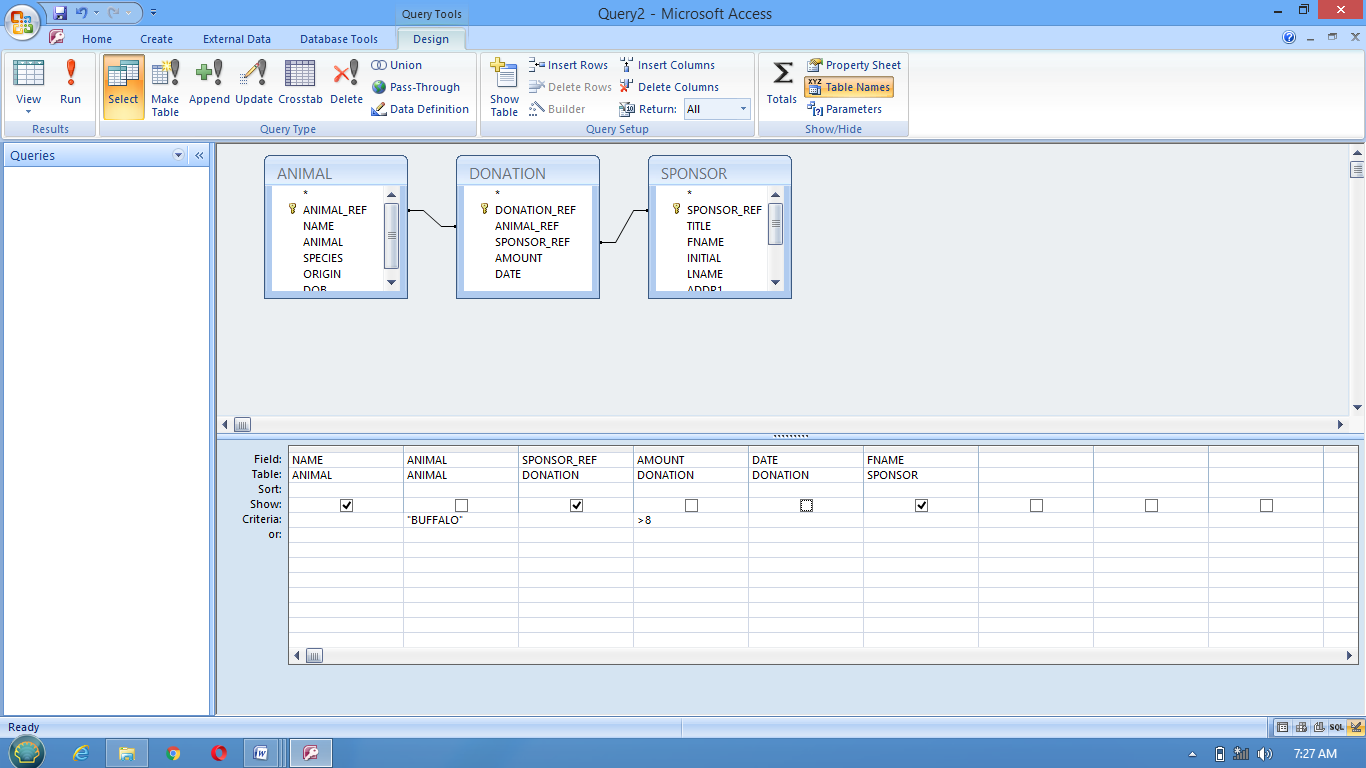 Query Tools
Query2 - Microsoft Access
Home Create External Data Database Tools Design
View
Run
Results
Select
Make Table
Append
Update
Crosstab
Delete
Union
Pass-Through
Data Definition
Query Type
Show Table
Insert Rows
Delete Rows
Builder
Insert Columns
Delete Columns
Return: All
Query Setup
Totals
Property Sheet
XYZ Table Names
Parameters
Show/Hide
Queries «
ANIMAL
*
ANIMAL_REF
NAME
ANIMAL
SPECIES
ORIGIN
DOB
DONATION
*
DONATION_REF
ANIMAL_REF
SPONSOR_REF
AMOUNT
DATE
SPONSOR
*
SPONSOR_REF
TITLE
FNAME
INITIAL
LNAME
ADDR1
Field: NAME ANIMAL SPONSOR_REF AMOUNT DATE FNAME
Table: ANIMAL ANIMAL DONATION DONATION DONATION SPONSOR
Sort:
Show:
Criteria: "BUFFALO" >8
or:
Ready
SQL
7:27 AM